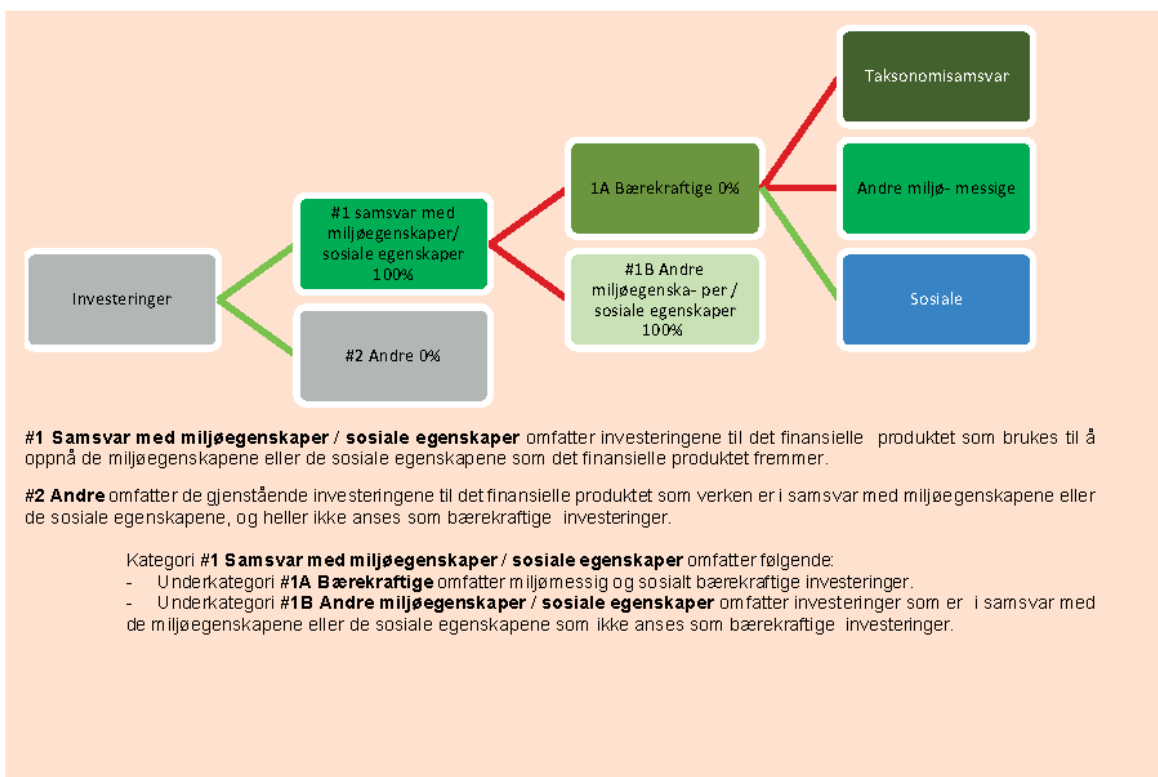 Taksonomisamsvar
1A Bærekraftige 0%
Andre miljø- messige
#1 samsvar med
miljøegenskaper/
sosiale egenskaper
100%
#1B Andre
miljøegenska- per /
sosiale egenskaper
100%
Investeringer
Sosiale
#2 Andre 0%
#1 Samsvar med miljøegenskaper / sosiale egenskaper omfatter investeringene til det finansielle produktet som brukes til å
oppnå de miljøegenskapene eller de sosiale egenskapene som det finansielle produktet fremmer.
#2 Andre omfatter de gjenstående investeringene til det finansielle produktet som verken er i samsvar med miljøegenskapene eller
de sosiale egenskapene, og heller ikke anses som bærekraftige investeringer.
Kategori #1 Samsvar med miljøegenskaper / sosiale egenskaper omfatter følgende:
- Underkategori #1A Bærekraftige omfatter miljømessig og sosialt bærekraftige investeringer.
- Underkategori #1B Andre miljøegenskaper / sosiale egenskaper omfatter investeringer som er i samsvar med
de miljøegenskapene eller de sosiale egenskapene som ikke anses som bærekraftige investeringer.